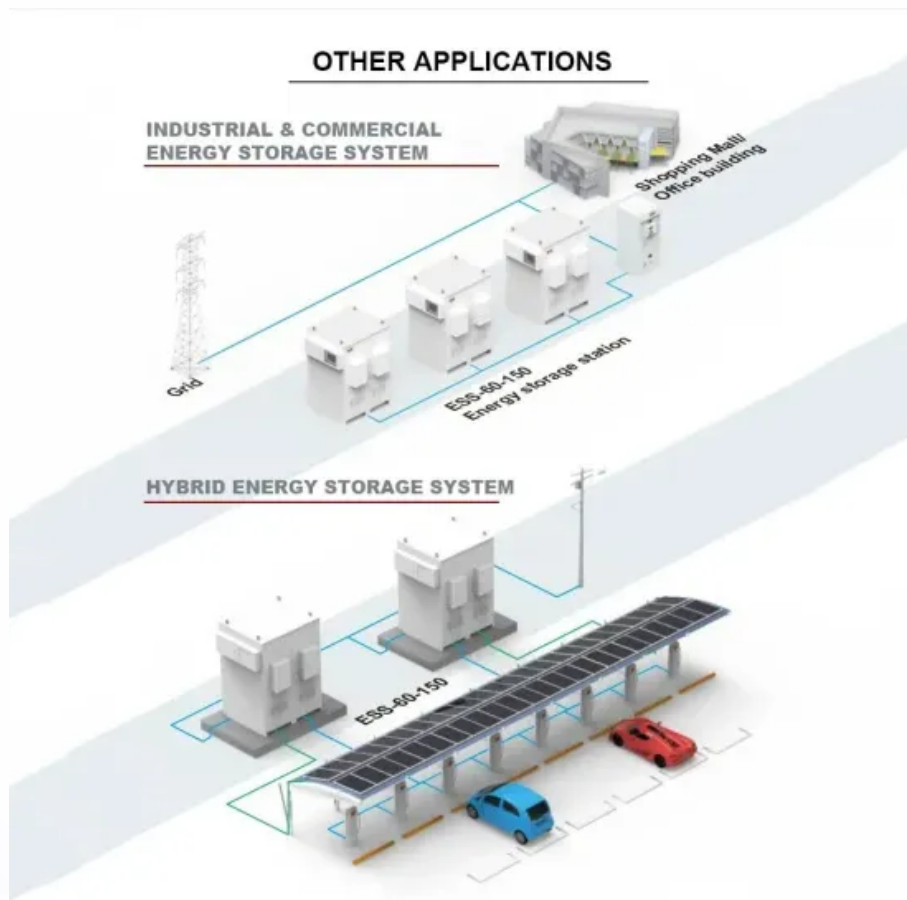 OTHER APPLICATIONS
INDUSTRIAL & COMMERCIAL
ENERGY STORAGE SYSTEM
Shopping Mall/
Office building
Grid
ESS-60-150
Energy storage station
HYBRID ENERGY STORAGE SYSTEM
ESS-60-150